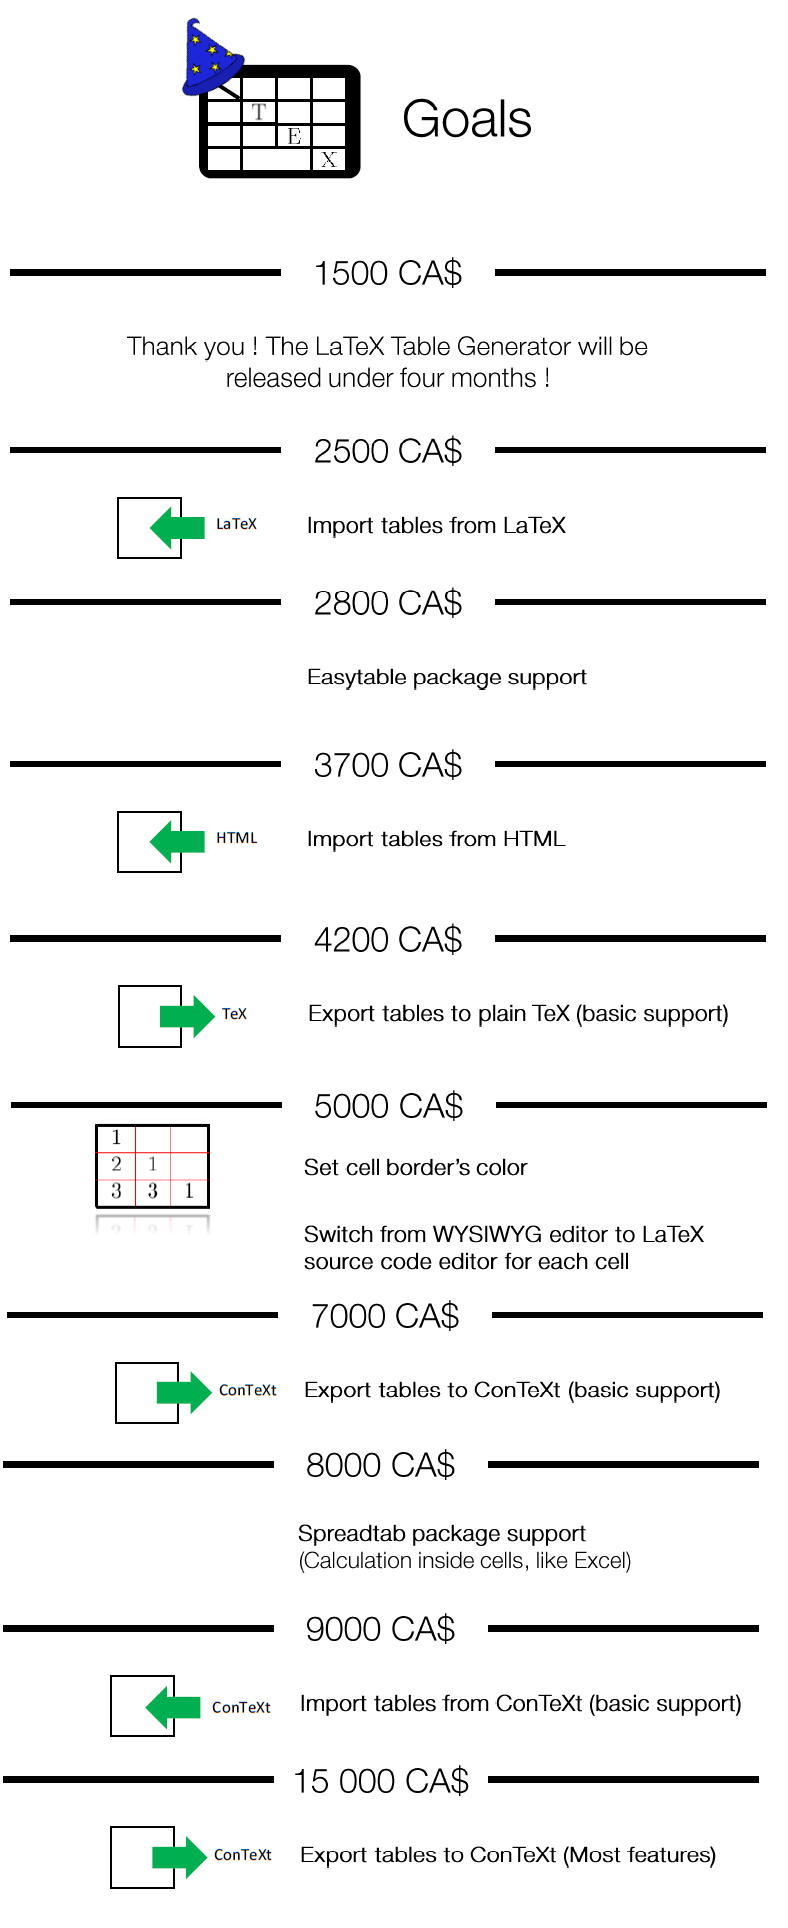 T
E
X
Goals
1500 CA$
Thank you ! The LaTeX Table Generator will be
released under four months !
2500 CA$
LaTeX
Import tables from LaTeX
2800 CA$
Easytable package support
3700 CA$
HTML
Import tables from HTML
4200 CA$
TeX
Export tables to plain TeX (basic support)
5000 CA$
1
2 1
3 3 1
Set cell border's color
Switch from WYSIWYG editor to LaTeX
source code editor for each cell
7000 CA$
ConTeXt
Export tables to ConTeXt (basic support)
8000 CA$
Spreadtab package support
(Calculation inside cells, like Excel)
9000 CA$
ConTeXt
Import tables from ConTeXt (basic support)
15 000 CA$
ConTeXt
Export tables to ConTeXt (Most features)